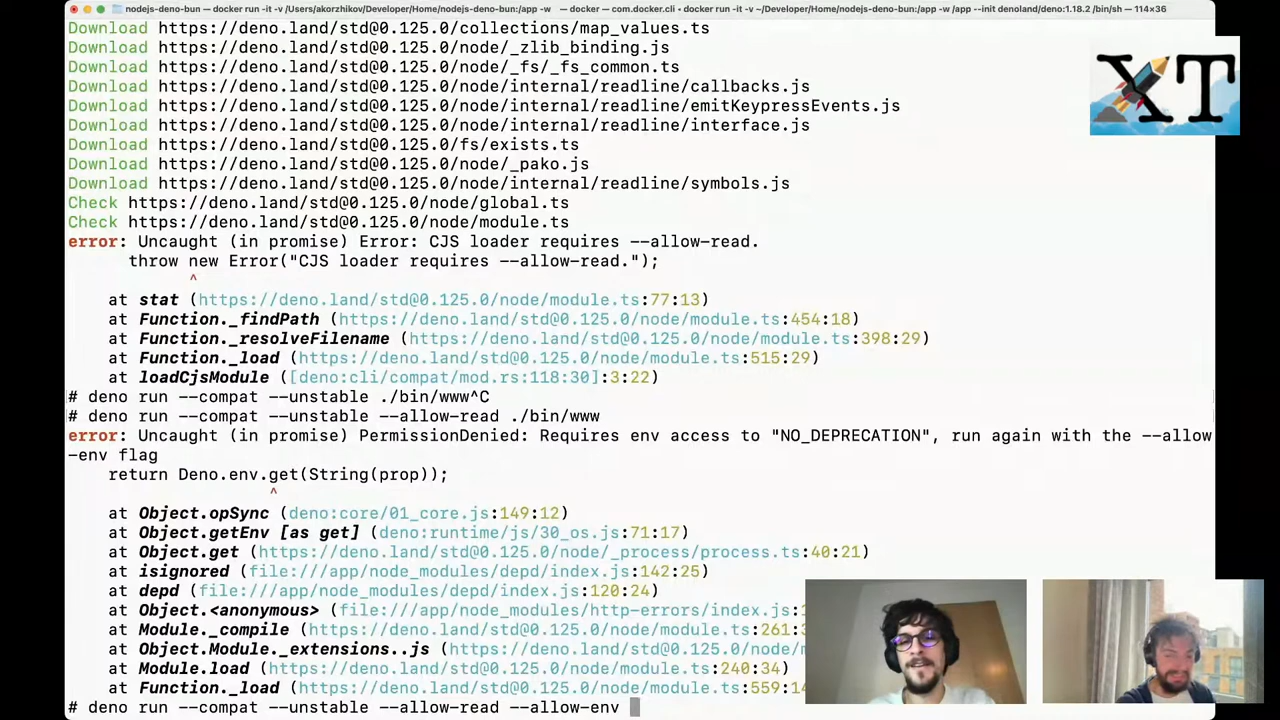 nodejs-deno-bun — docker run -it -v /Users/akorzhikov/Developer/Home/nodejs-deno-bun:/app -w — docker — com.docker.cli • docker run -it -v ~/Developer/Home/nodejs-deno-bun:/app -w /app --init denoland/deno:1.18.2 /bin/sh — 114×36
Download https://deno.land/std@0.125.0/collections/map_values.ts
Download https://deno.land/std@0.125.0/node/_zlib_binding.js
Download https://deno.land/std@0.125.0/node/_fs/_fs_common.ts
Download https://deno.land/std@0.125.0/node/internal/readline/callbacks.js
Download https://deno.land/std@0.125.0/node/internal/readline/emitKeypressEvents.js
Download https://deno.land/std@0.125.0/node/internal/readline/interface.js
Download https://deno.land/std@0.125.0/fs/exists.ts
Download https://deno.land/std@0.125.0/node/_pako.js
Download https://deno.land/std@0.125.0/node/internal/readline/symbols.js
Check https://deno.land/std@0.125.0/node/global.ts
Check https://deno.land/std@0.125.0/node/module.ts
error: Uncaught (in promise) Error: CJS loader requires --allow-read.
throw new Error("CJS loader requires --allow-read.");
^
at stat (https://deno.land/std@0.125.0/node/module.ts:77:13)
at Function._findPath (https://deno.land/std@0.125.0/node/module.ts:454:18)
at Function._resolveFilename (https://deno.land/std@0.125.0/node/module.ts:398:29)
at Function._load (https://deno.land/std@0.125.0/node/module.ts:515:29)
at loadCjsModule ([deno:cli/compat/mod.rs:118:30]:3:22)
# deno run --compat --unstable ./bin/www^C
# deno run --compat --unstable --allow-read ./bin/www
error: Uncaught (in promise) PermissionDenied: Requires env access to "NO_DEPRECATION", run again with the --allow
-env flag
return Deno.env.get(String(prop));
^
at Object.opSync (deno:core/01_core.js:149:12)
at Object.getEnv [as get] (deno:runtime/js/30_os.js:71:17)
at Object.get (https://deno.land/std@0.125.0/node/_process/process.ts:40:21)
at isignored (file:///app/node_modules/depd/index.js:142:25)
at depd (file:///app/node_modules/depd/index.js:120:24)
at Object.<anonymous> (file:///app/node_modules/http-errors/index.js:
at Module._compile (https://deno.land/std@0.125.0/node/module.ts:261:
at Object.Module._extensions..js (https://deno.land/std@0.125.0/node/
at Module.load (https://deno.land/std@0.125.0/node/module.ts:240:34)
at Function._load (https://deno.land/std@0.125.0/node/module.ts:559:
# deno run --compat --unstable --allow-read --allow-env
XT